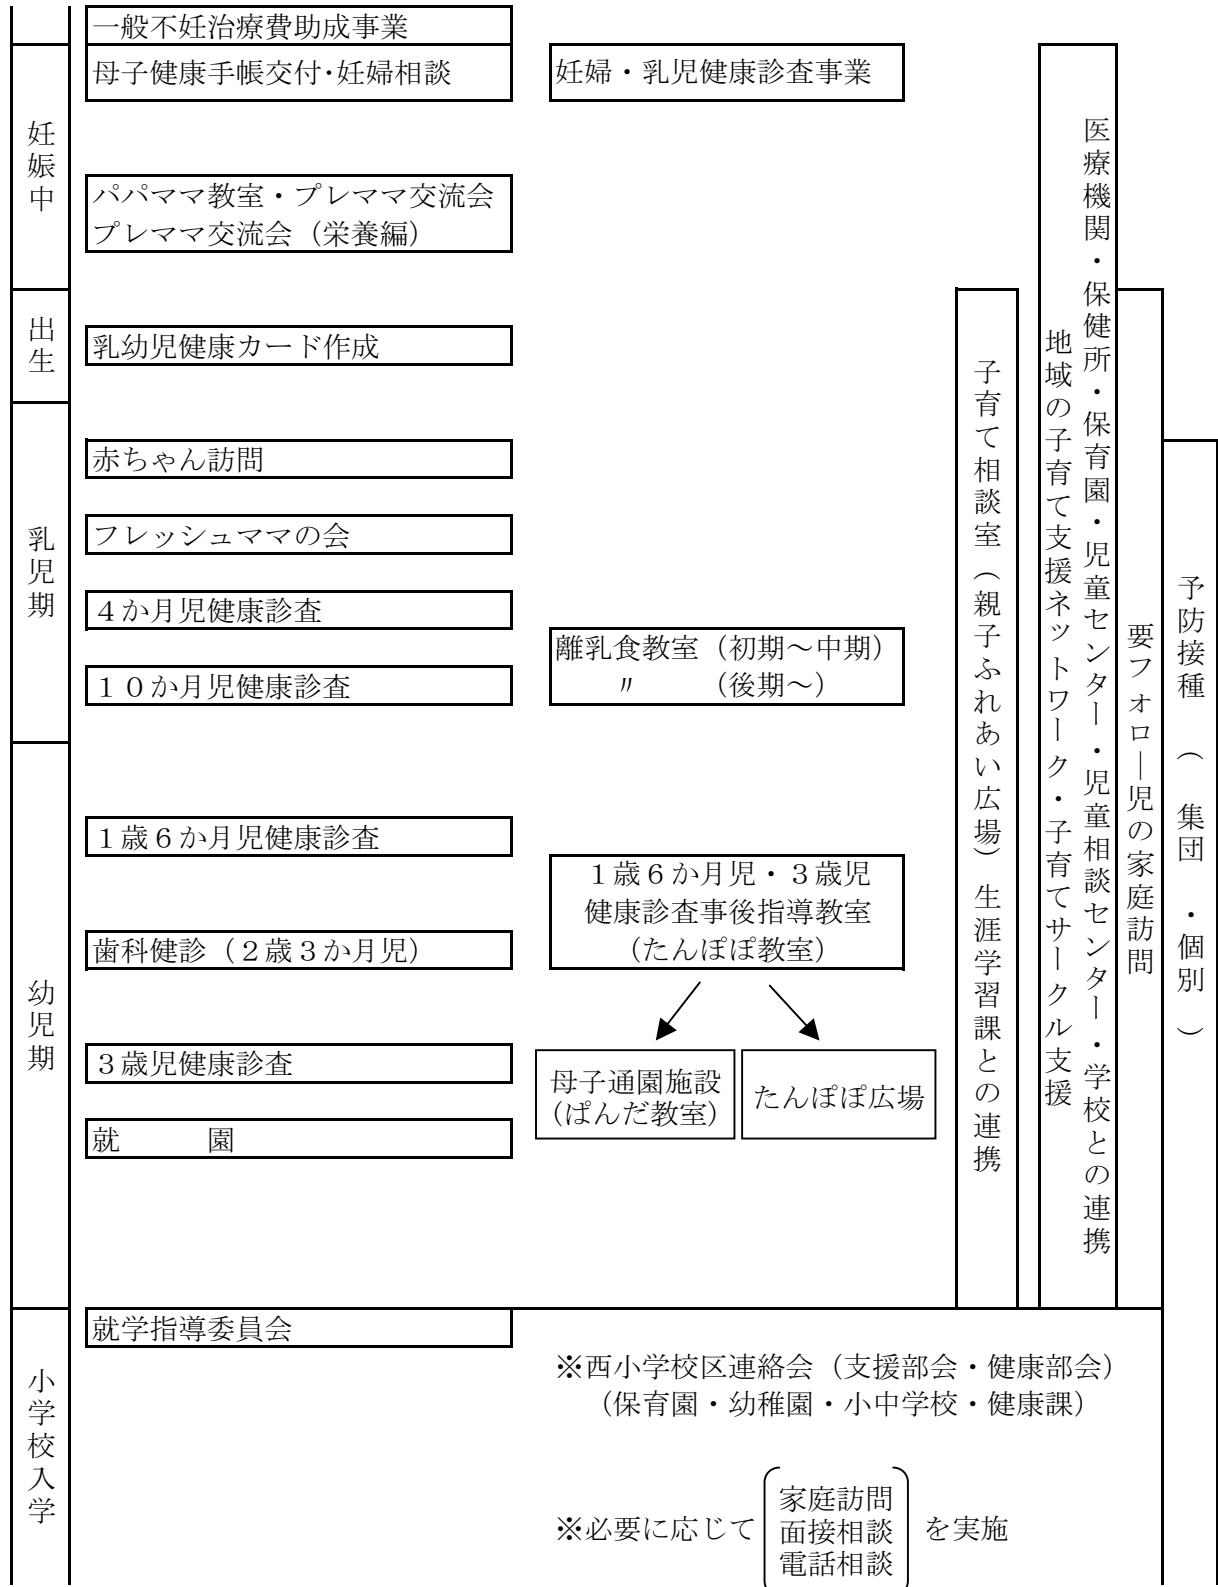 一般不妊治療費助成事業
妊娠中
母子健康手帳交付・妊婦相談
妊婦・乳児健康診査事業
パパママ教室・プレママ交流会
プレママ交流会（栄養編）
出生
乳幼児健康カード作成
乳児期
赤ちゃん訪問
フレッシュママの会
４か月児健康診査
１０か月児健康診査
離乳食教室（初期～中期）
〃　　（後期～）
幼児期
１歳６か月児健康診査
歯科健診（２歳３か月児）
３歳児健康診査
就　　　園
１歳６か月児・３歳児
健康診査事後指導教室
（たんぽぽ教室）
母子通園施設
（ぱんだ教室）
たんぽぽ広場
子育て相談室（親子ふれあい広場）生涯学習課との連携
医療機関・保健所・保育園・児童センター・児童相談センター・学校との連携
地域の子育て支援ネットワーク・子育てサークル支援
要フォロ―児の家庭訪問
予防接種　（　集団　・個別　）
小学校入学
就学指導委員会
※西小学校区連絡会（支援部会・健康部会）
（保育園・幼稚園・小中学校・健康課）
※必要に応じて
家庭訪問
面接相談
電話相談
を実施